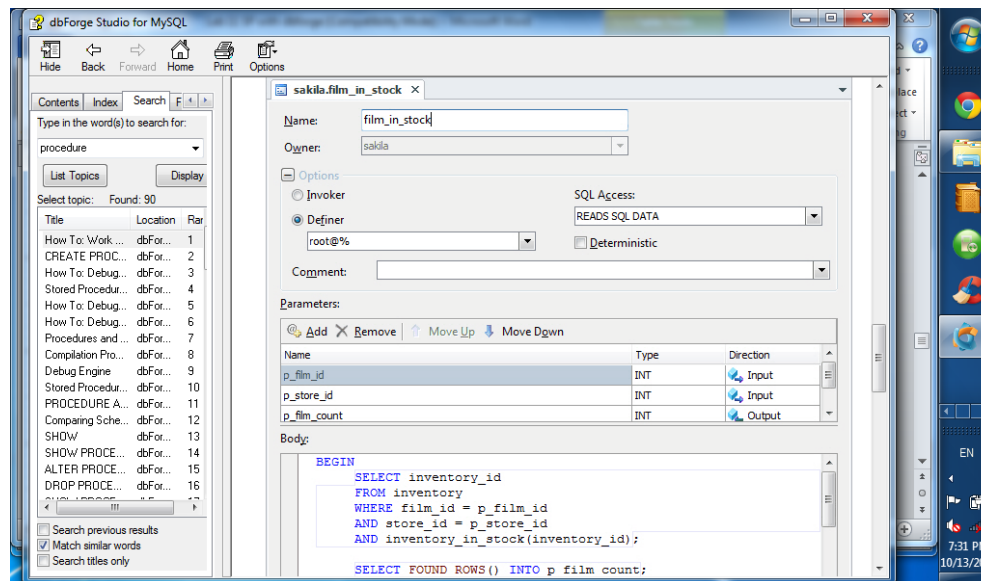 dbForge Studio for MySQL
Hide Back Forward Home Print Options
Contents Index Search F
Type in the word(s) to search for:
procedure
List Topics Display
Select topic: Found: 90
Title Location Rar
How To: Work ... dbFor... 1
CREATE PROC... dbFor... 2
How To: Debug... dbFor... 3
Stored Procedur... dbFor... 4
How To: Debug... dbFor... 5
How To: Debug... dbFor... 6
Procedures and ... dbFor... 7
Compilation Pro... dbFor... 8
Debug Engine dbFor... 9
Stored Procedur... dbFor... 10
PROCEDURE A... dbFor... 11
Comparing Sche... dbFor... 12
SHOW dbFor... 13
SHOW PROCE... dbFor... 14
ALTER PROCE... dbFor... 15
DROP PROCE... dbFor... 16
Search previous results
Match similar words
Search titles only
sakila.film_in_stock
Name: film_in_stock
Owner: sakila
Options
Invoker
Definer
root@%
SQL Access:
READS SQL DATA
Deterministic
Comment:
Parameters:
Add Remove Move Up Move Down
Name Type Direction
p_film_id INT Input
p_store_id INT Input
p_film_count INT Output
Body:
BEGIN
SELECT inventory_id
FROM inventory
WHERE film_id = p_film_id
AND store_id = p_store_id
AND inventory_in_stock(inventory_id);
SELECT FOUND_ROWS() INTO p_film_count;
lace
EN
7:31 P
10/13/2